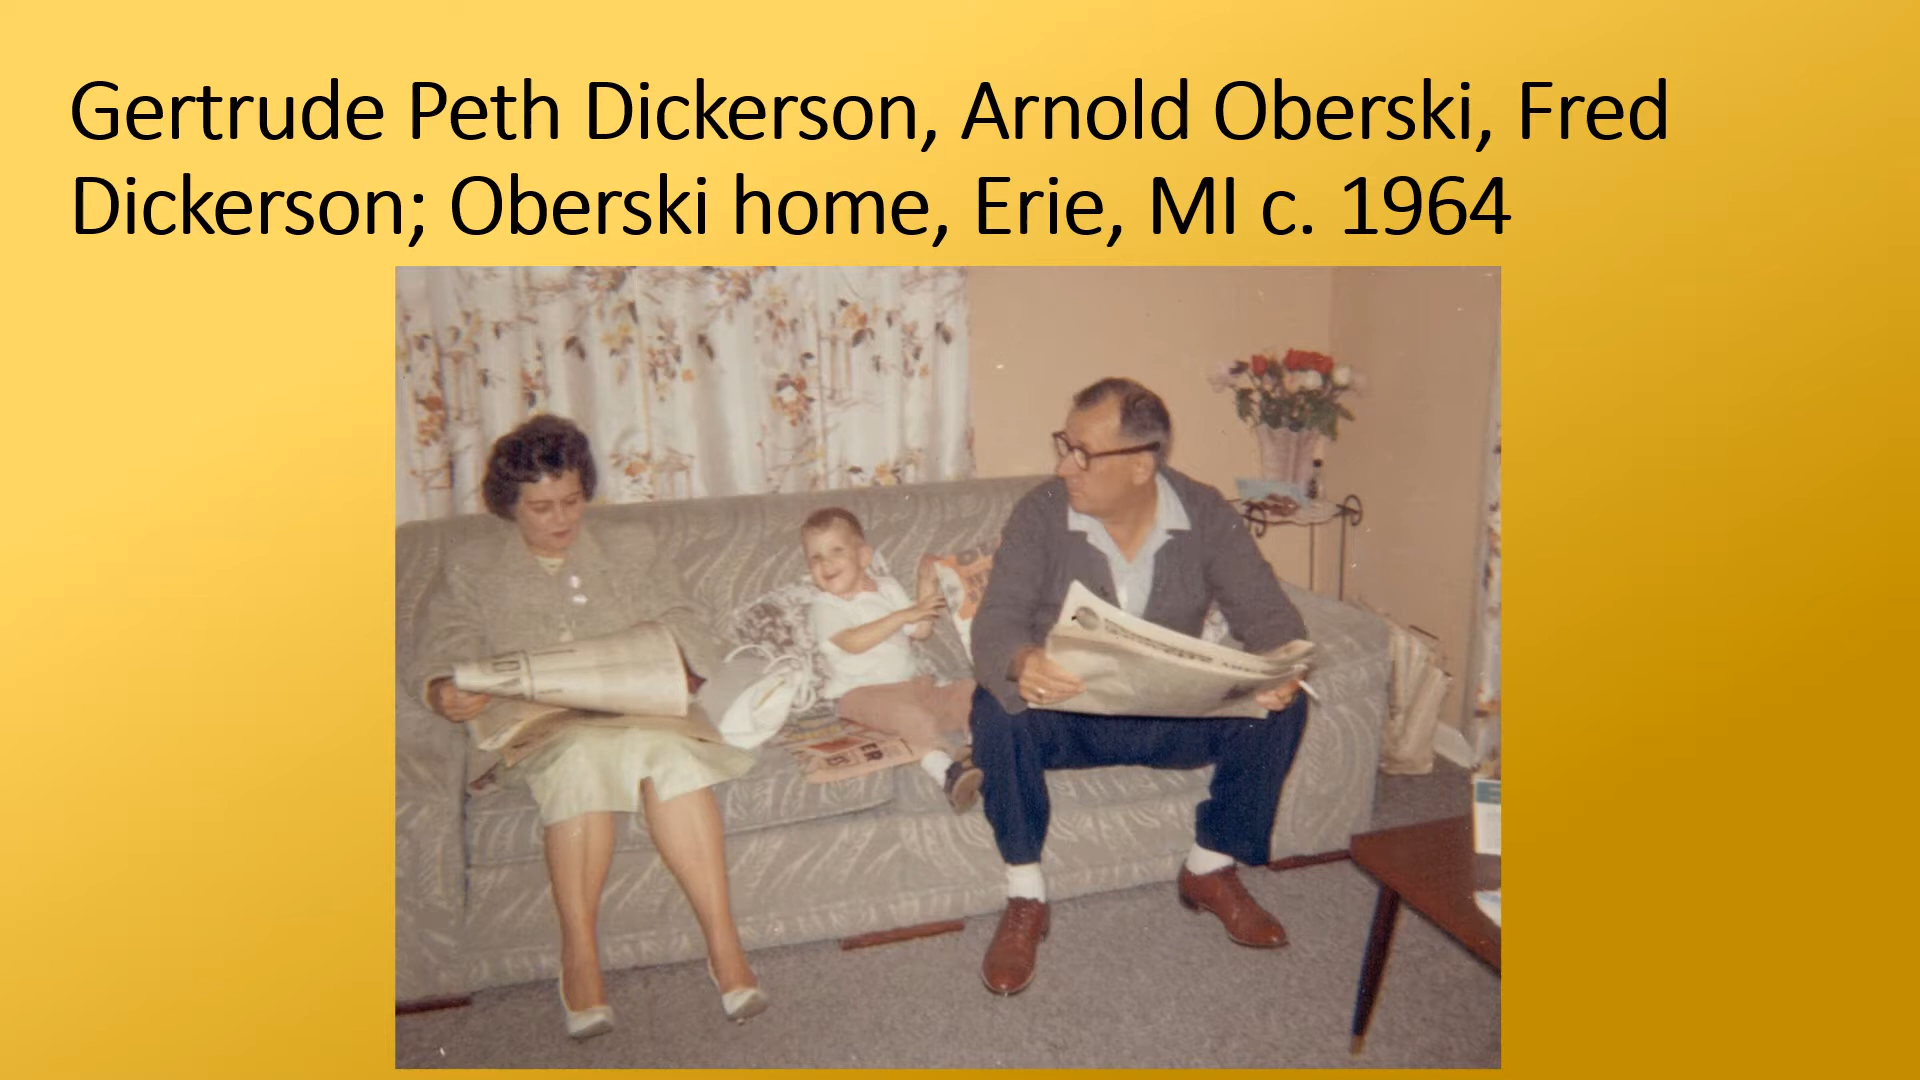 Gertrude Peth Dickerson, Arnold Oberski, Fred
Dickerson; Oberski home, Erie, MI c. 1964